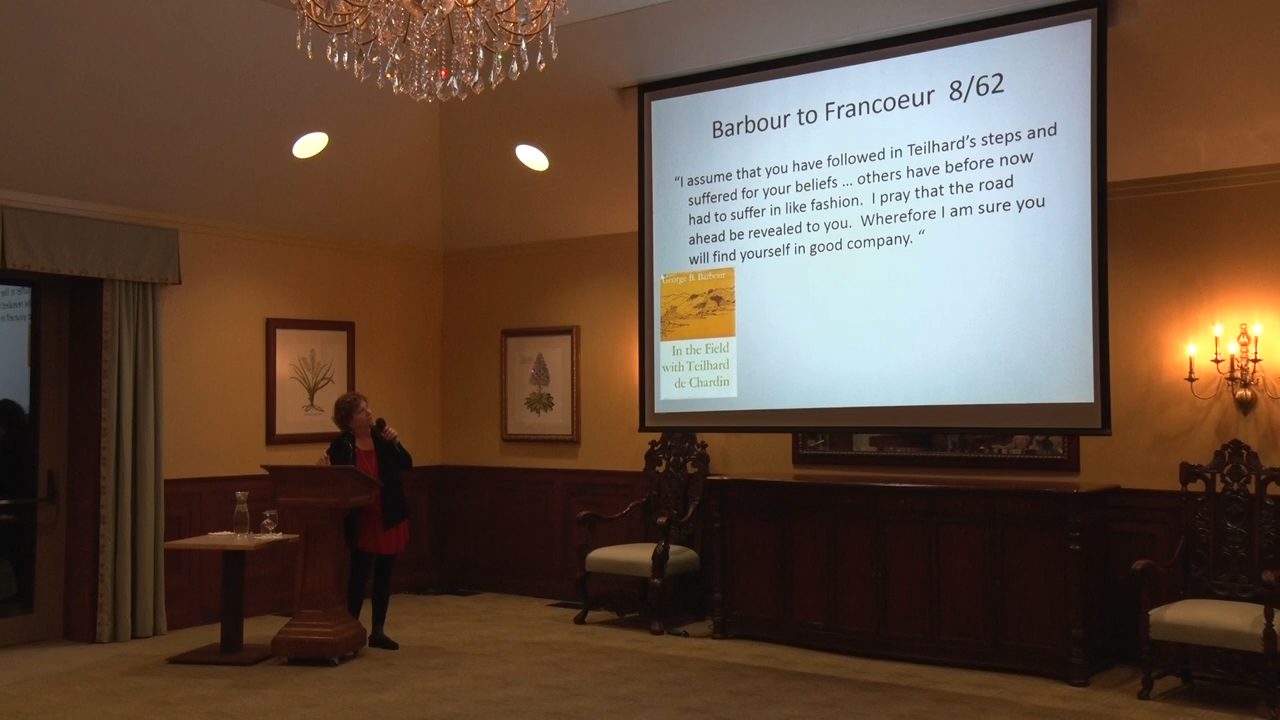 Barbour to Francoeur 8/62
“I assume that you have followed in Teilhard’s steps and
suffered for your beliefs … others have before now
had to suffer in like fashion. I pray that the road
ahead be revealed to you. Wherefore I am sure you
will find yourself in good company. “
George B. Barbour
In the Field
with Teilhard
de Chardin